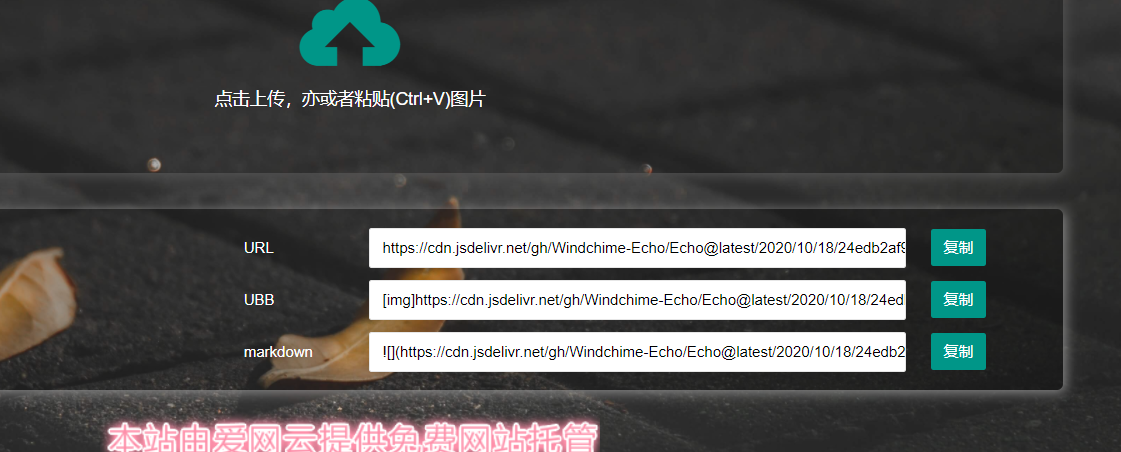 点击上传，亦或者粘贴(Ctrl+V)图片
URL https://cdn.jsdelivr.net/gh/Windchime-Echo/Echo@latest/2020/10/18/24edb2af9 复制
UBB [img]https://cdn.jsdelivr.net/gh/Windchime-Echo/Echo@latest/2020/10/18/24ed 复制
markdown ![](https://cdn.jsdelivr.net/gh/Windchime-Echo/Echo@latest/2020/10/18/24edb2 复制
本站由爱网云提供免费网站托管